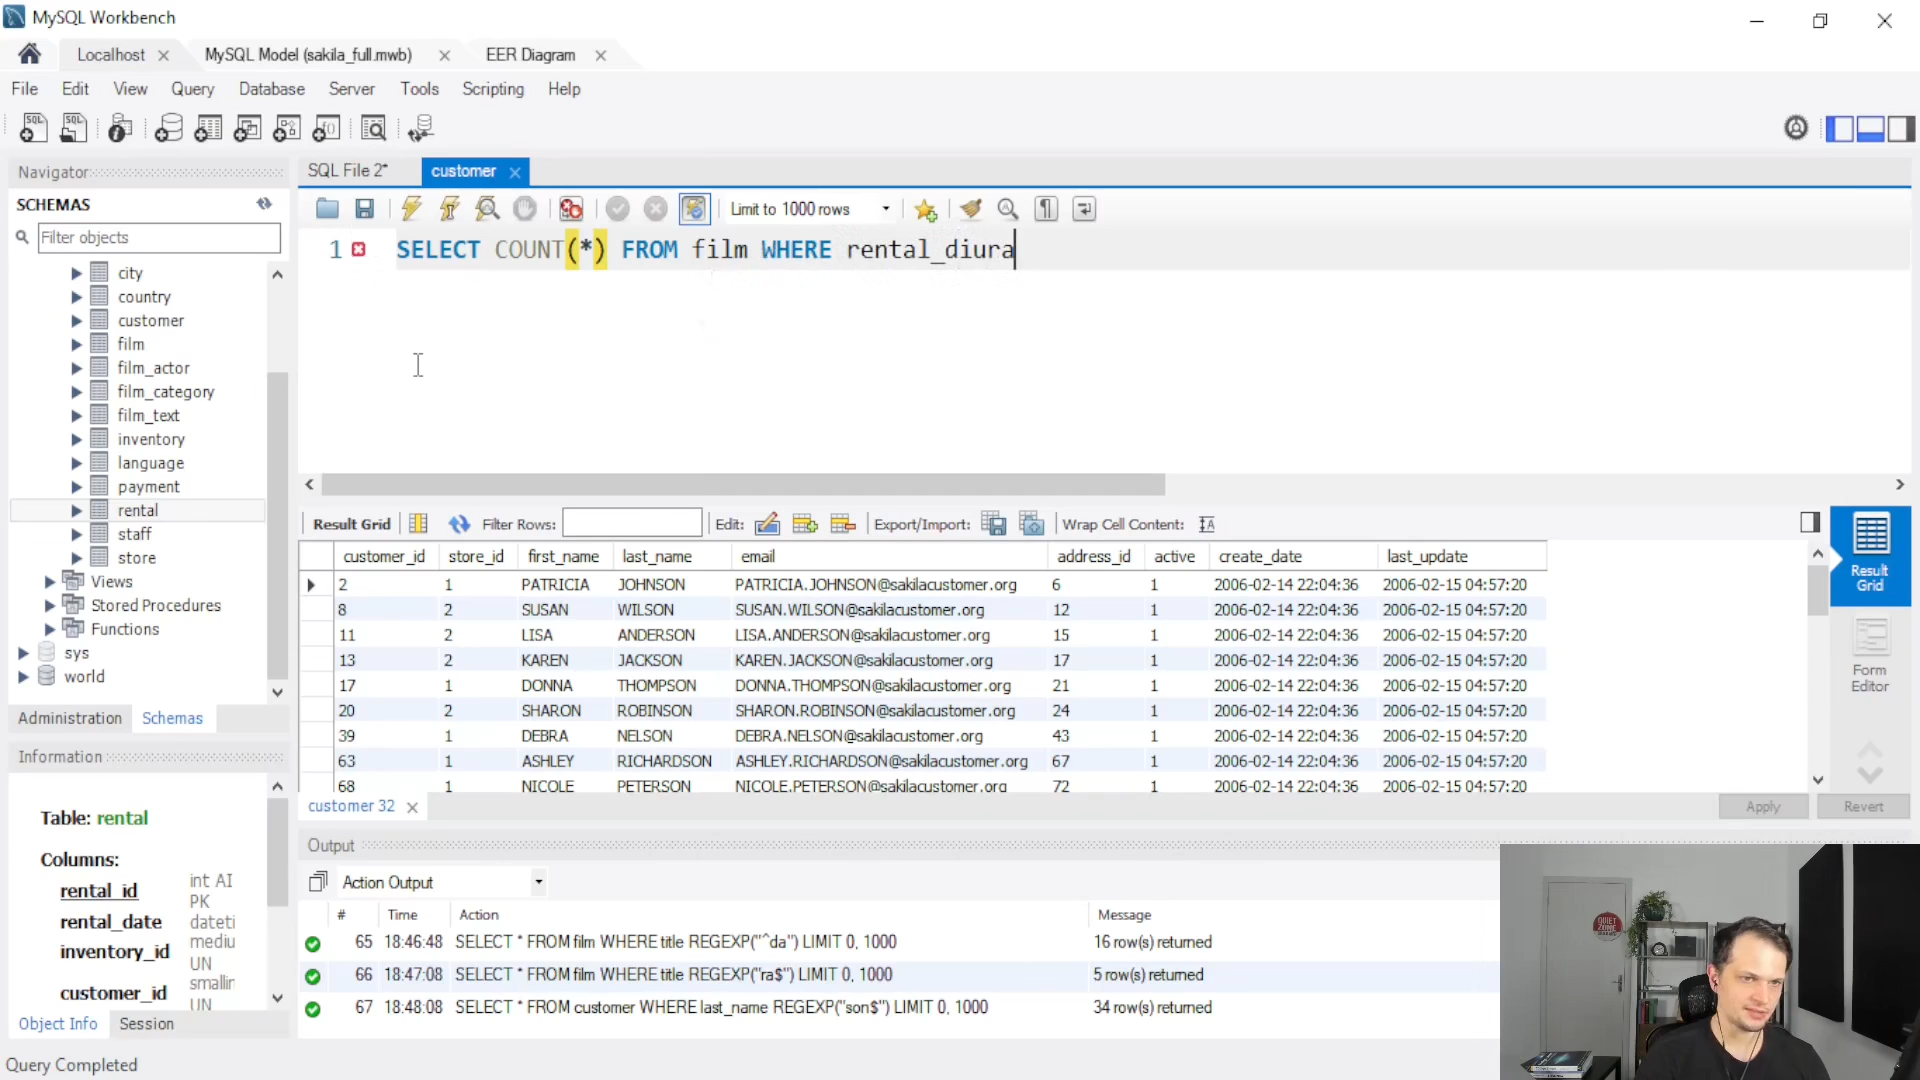 MySQL Workbench
Localhost
MySQL Model (sakila_full.mwb)
EER Diagram
File Edit View Query Database Server Tools Scripting Help
Navigator
SCHEMAS
Filter objects
city
country
customer
film
film_actor
film_category
film_text
inventory
language
payment
rental
staff
store
Views
Stored Procedures
Functions
sys
world
Administration Schemas
Information
Table: rental
Columns:
rental_id int AI
PK
rental_date dateti
inventory_id mediu
UN
customer_id smallin
UN
Object Info Session
Query Completed
SQL File 2* customer
Limit to 1000 rows
1 SELECT COUNT(*) FROM film WHERE rental_diura
Result Grid Filter Rows: Edit: Export/Import: Wrap Cell Content:
customer_id store_id first_name last_name email address_id active create_date last_update
2 1 PATRICIA JOHNSON PATRICIA.JOHNSON@sakilacustomer.org 6 1 2006-02-14 22:04:36 2006-02-15 04:57:20
8 2 SUSAN WILSON SUSAN.WILSON@sakilacustomer.org 12 1 2006-02-14 22:04:36 2006-02-15 04:57:20
11 2 LISA ANDERSON LISA.ANDERSON@sakilacustomer.org 15 1 2006-02-14 22:04:36 2006-02-15 04:57:20
13 2 KAREN JACKSON KAREN.JACKSON@sakilacustomer.org 17 1 2006-02-14 22:04:36 2006-02-15 04:57:20
17 1 DONNA THOMPSON DONNA.THOMPSON@sakilacustomer.org 21 1 2006-02-14 22:04:36 2006-02-15 04:57:20
20 2 SHARON ROBINSON SHARON.ROBINSON@sakilacustomer.org 24 1 2006-02-14 22:04:36 2006-02-15 04:57:20
39 1 DEBRA NELSON DEBRA.NELSON@sakilacustomer.org 43 1 2006-02-14 22:04:36 2006-02-15 04:57:20
63 1 ASHLEY RICHARDSON ASHLEY.RICHARDSON@sakilacustomer.org 67 1 2006-02-14 22:04:36 2006-02-15 04:57:20
68 1 NICOLE PETERSON NICOLE.PETERSON@sakilacustomer.org 72 1 2006-02-14 22:04:36 2006-02-15 04:57:20
Result
Grid
Form
Editor
customer 32
Apply Revert
Output
Action Output
# Time Action Message
65 18:46:48 SELECT * FROM film WHERE title REGEXP("^da") LIMIT 0, 1000 16 row(s) returned
66 18:47:08 SELECT * FROM film WHERE title REGEXP("ra$") LIMIT 0, 1000 5 row(s) returned
67 18:48:08 SELECT * FROM customer WHERE last_name REGEXP("son$") LIMIT 0, 1000 34 row(s) returned
QUIET
ZONE